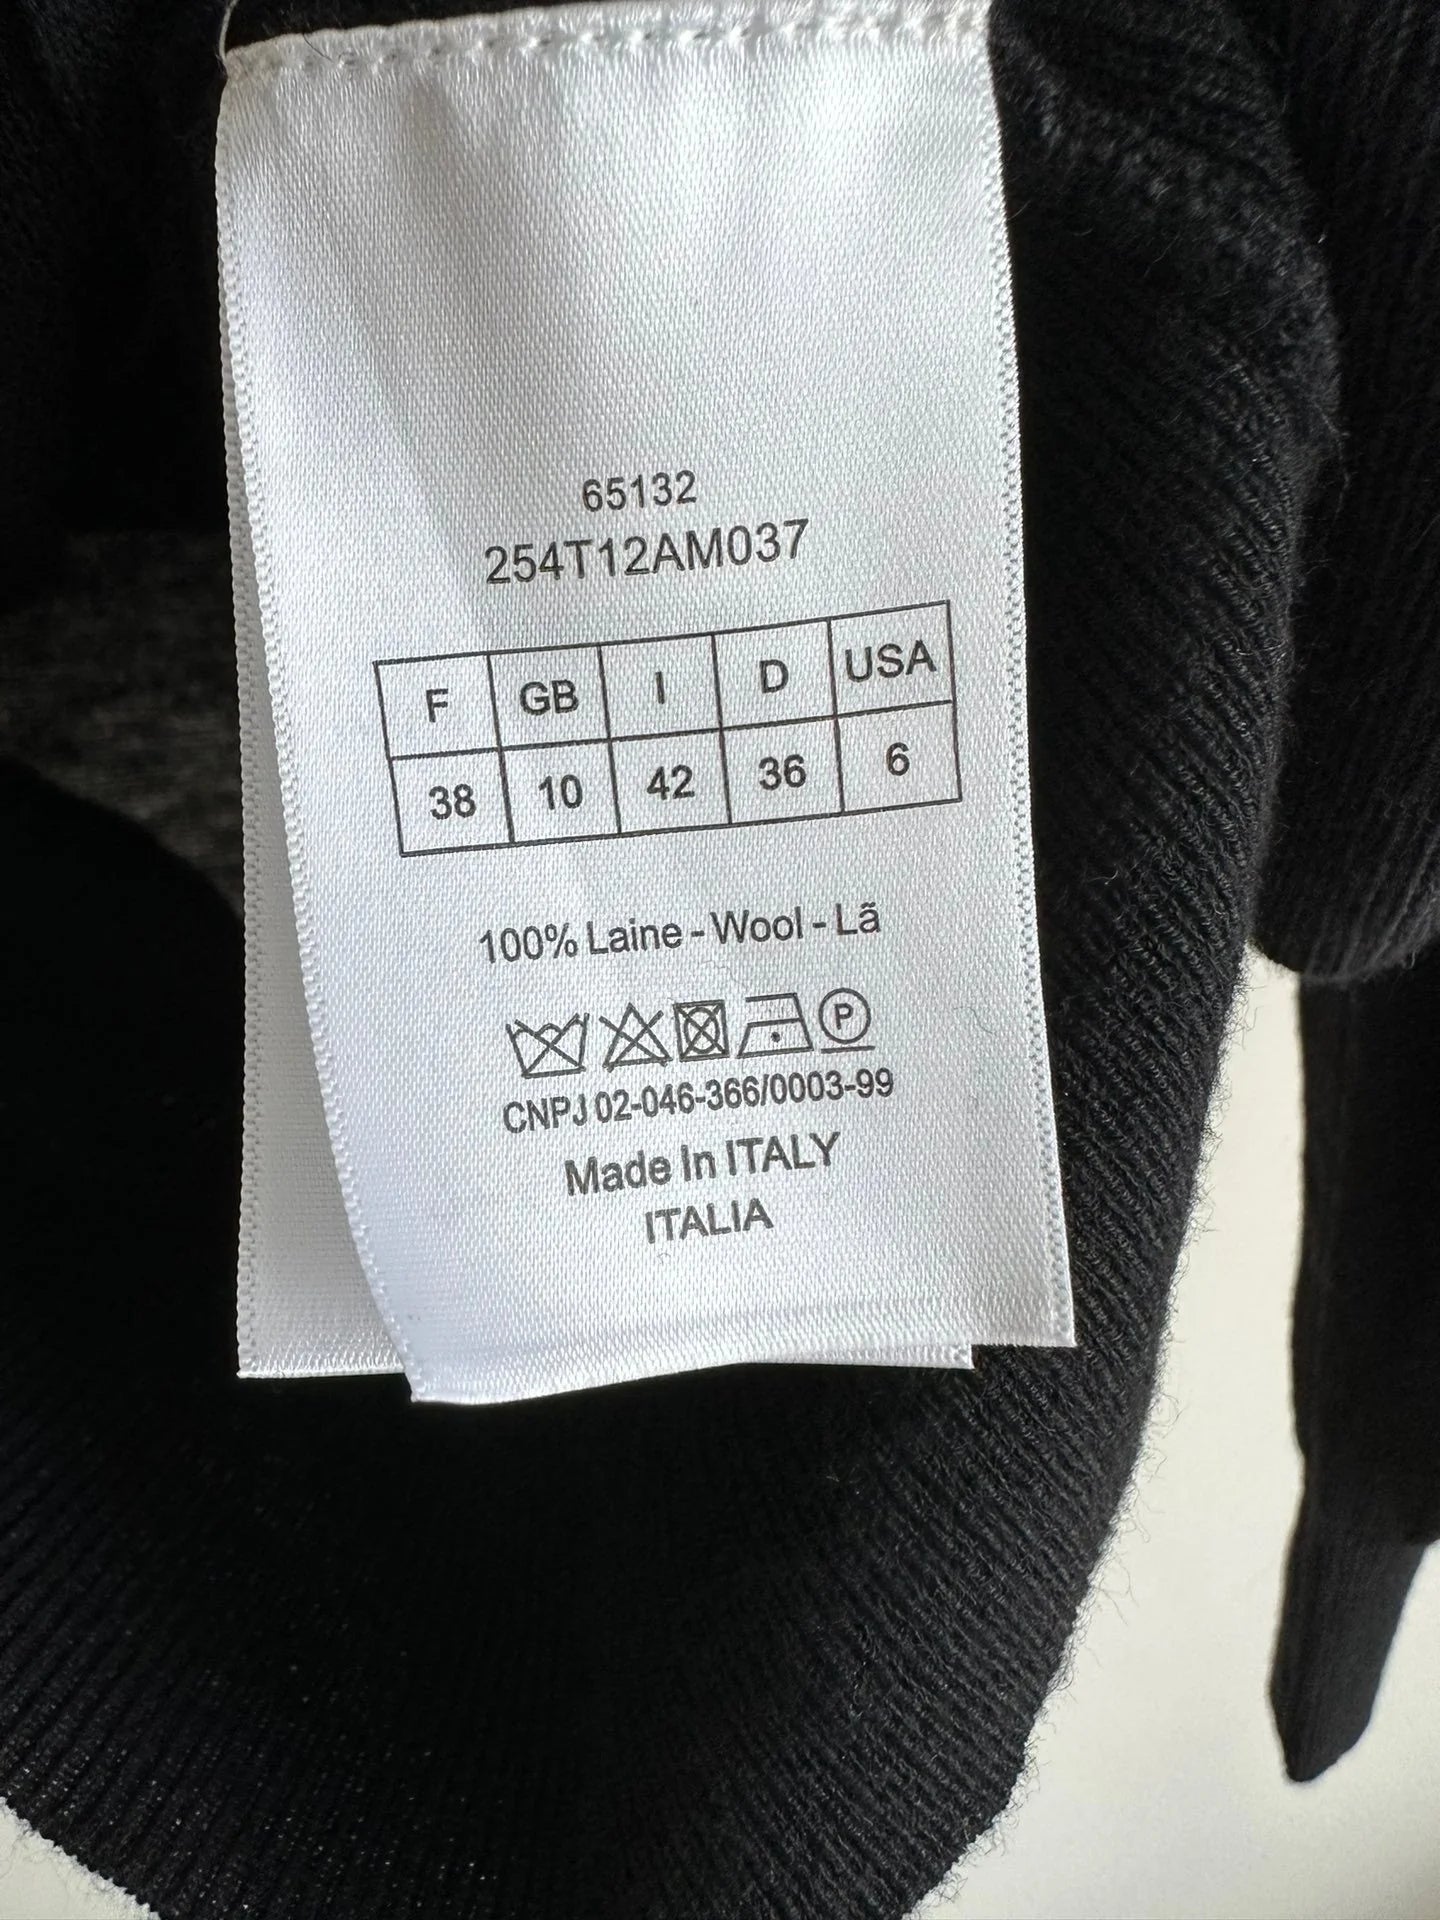 65132
254T12AM037
F GB I D USA
38 10 42 36 6
100% Laine - Wool - Lã
P
CNPJ 02-046-366/0003-99
Made In ITALY
ITALIA